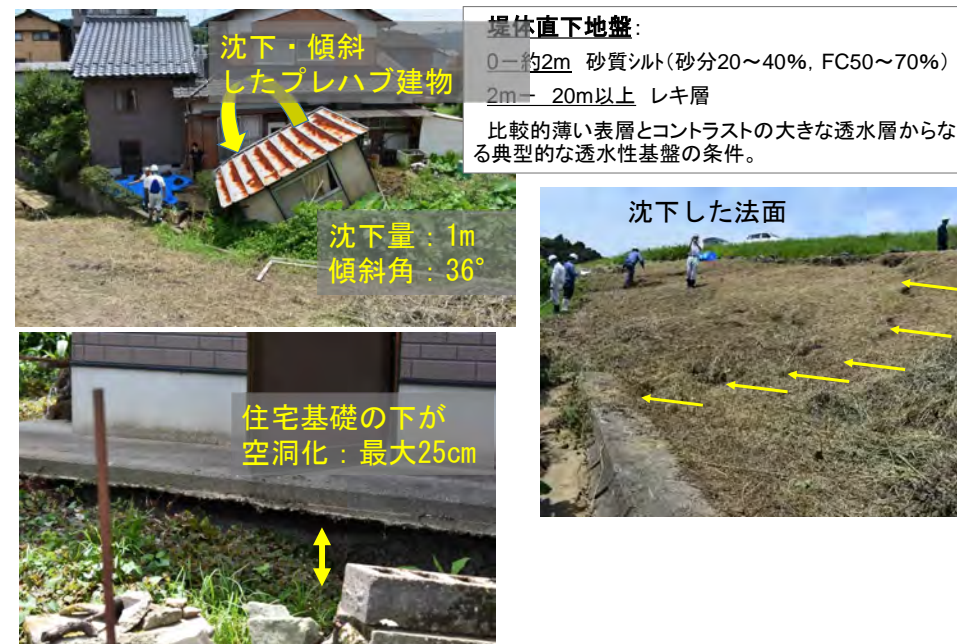 沈下・傾斜
したプレハブ建物
沈下量：1m
傾斜角：36°
堤体直下地盤：
0－約2m 砂質シルト（砂分20～40%，FC50～70%）
2m－ 20m以上 レキ層
比較的薄い表層とコントラストの大きな透水層からな
る典型的な透水性基盤の条件。
沈下した法面
住宅基礎の下が
空洞化：最大25cm